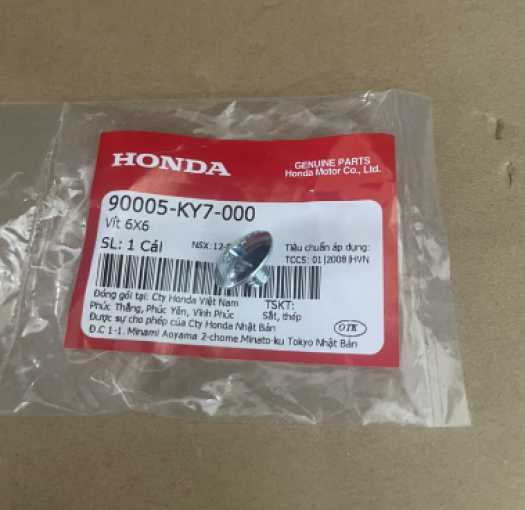 HONDA
GENUINE PARTS
Honda Motor Co., Ltd.
90005-KY7-000
Vít 6X6
SL: 1 Cái
NSX: 12-
Tiêu chuẩn áp dụng:
TCCS: 01|2008|HVN
Đóng gói tại: Cty Honda Việt Nam
Phúc Thắng, Phúc Yên, Vĩnh Phúc
TSKT:
Sắt, thép
Được sự cho phép của Cty Honda Nhật Bản
Đ.C 1-1. Minami Aoyama 2-chome,Minato-ku Tokyo Nhật Bản
OTK